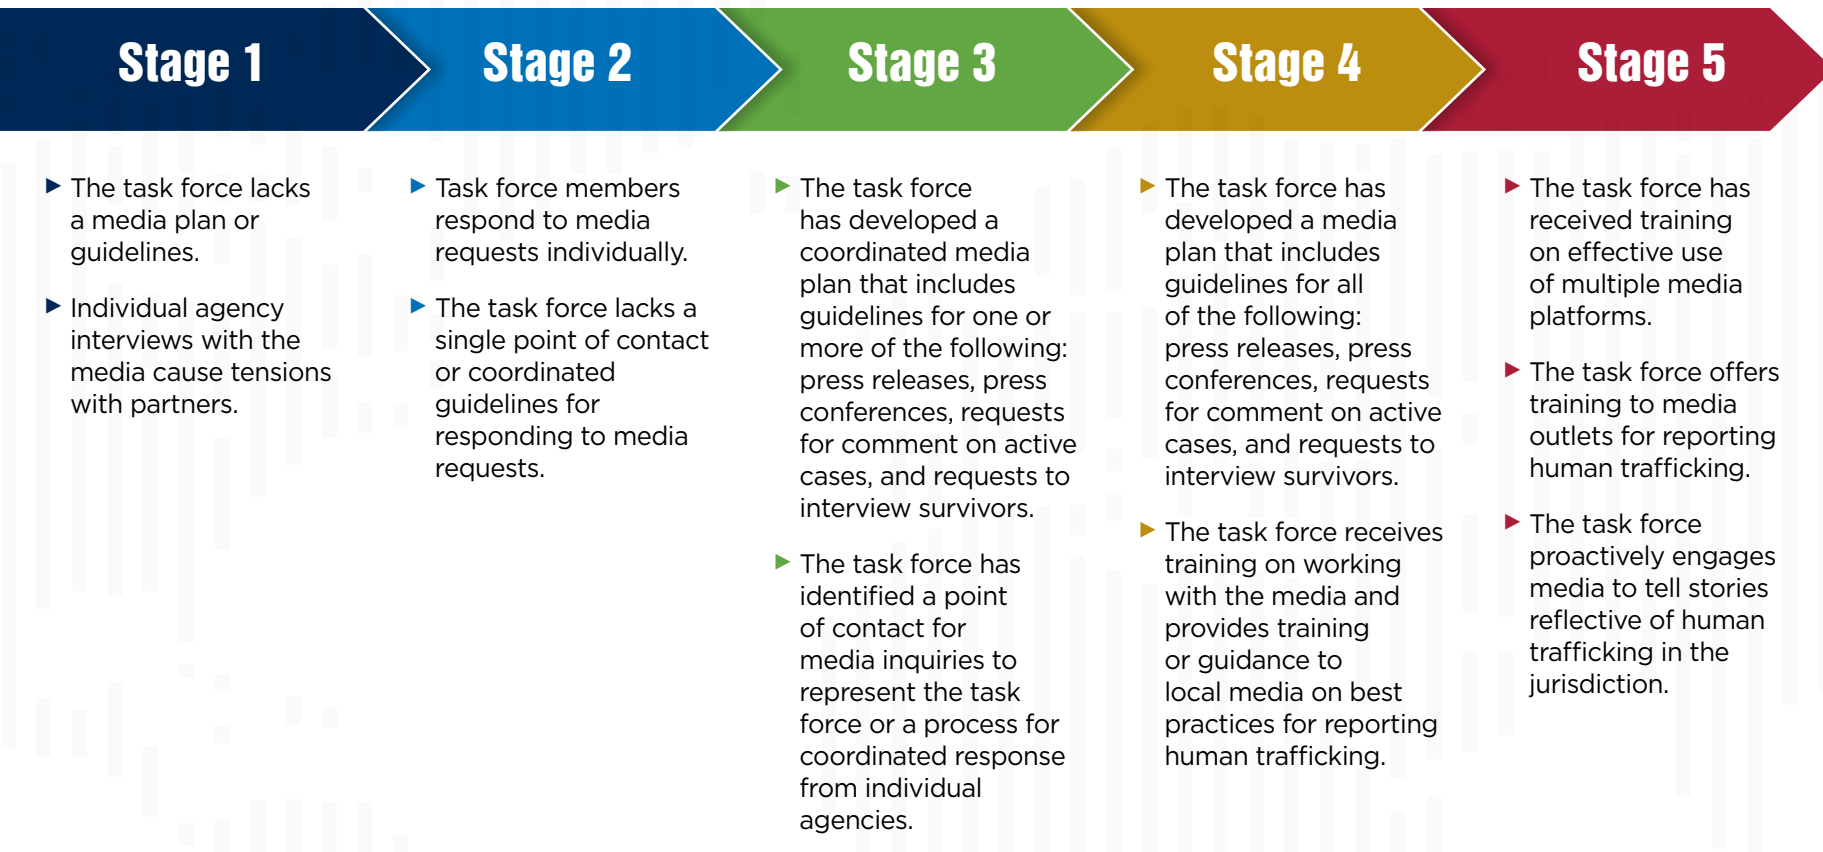 Stage 1
Stage 2
Stage 3
Stage 4
Stage 5
The task force lacks
a media plan or
guidelines.
Individual agency
interviews with the
media cause tensions
with partners.
Task force members
respond to media
requests individually.
The task force lacks a
single point of contact
or coordinated
guidelines for
responding to media
requests.
The task force
has developed a
coordinated media
plan that includes
guidelines for one or
more of the following:
press releases, press
conferences, requests
for comment on active
cases, and requests to
interview survivors.
The task force has
identified a point
of contact for
media inquiries to
represent the task
force or a process for
coordinated response
from individual
agencies.
The task force has
developed a media
plan that includes
guidelines for all
of the following:
press releases, press
conferences, requests
for comment on active
cases, and requests to
interview survivors.
The task force receives
training on working
with the media and
provides training
or guidance to
local media on best
practices for reporting
human trafficking.
The task force has
received training
on effective use
of multiple media
platforms.
The task force offers
training to media
outlets for reporting
human trafficking.
The task force
proactively engages
media to tell stories
reflective of human
trafficking in the
jurisdiction.